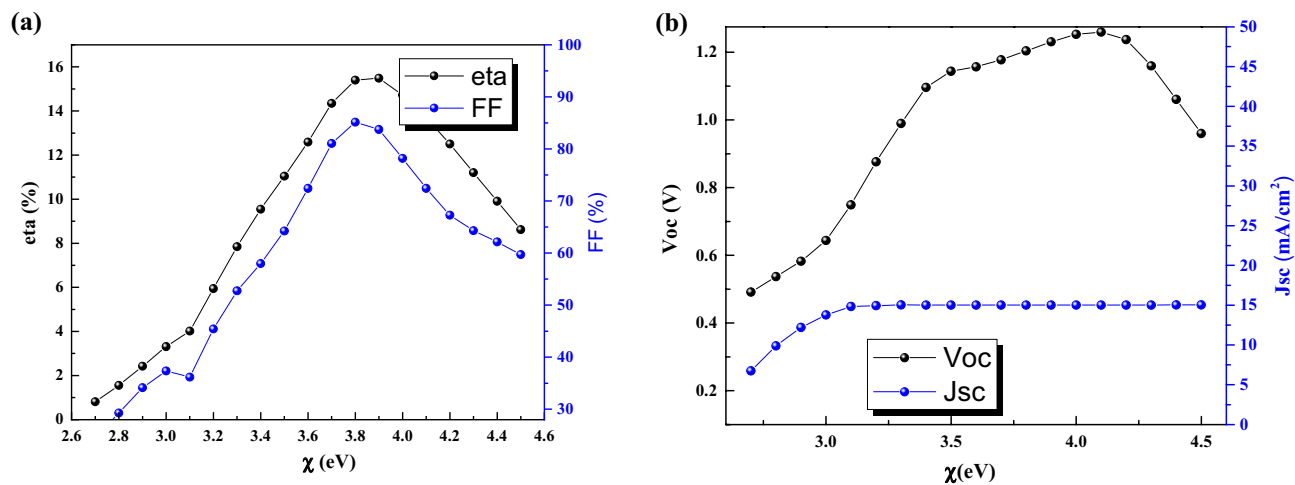 (a)
eta (%)
16
14
12
10
8
6
4
2
0
2.6 2.8 3.0 3.2 3.4 3.6 3.8 4.0 4.2 4.4 4.6
χ (eV)
100
90
80
70
60
50
40
30
FF (%)
eta
FF
(b)
Voc (V)
1.2
1.0
0.8
0.6
0.4
0.2
3.0 3.5 4.0 4.5
χ(eV)
50
45
40
35
30
25
20
15
10
5
0
Jsc (mA/cm²)
Voc
Jsc